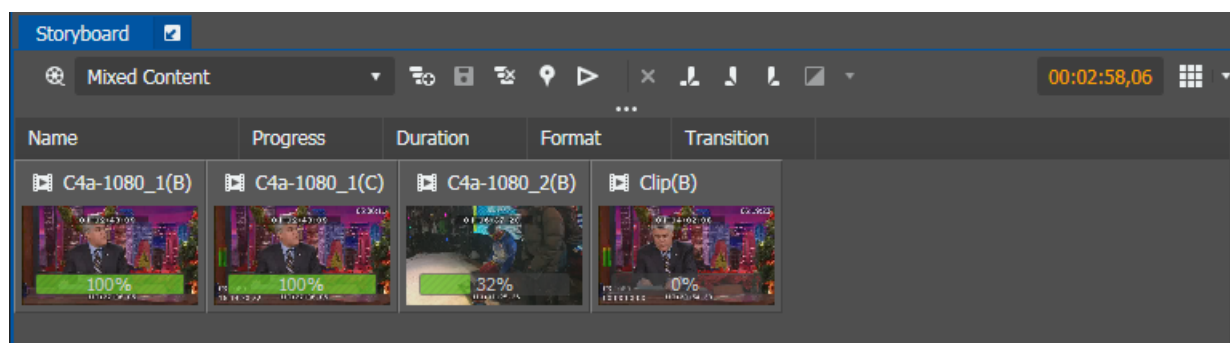 Storyboard
Mixed Content
00:02:58,06
Name Progress Duration Format Transition
C4a-1080_1(B) C4a-1080_1(C) C4a-1080_2(B) Clip(B)
100% 100% 32% 0%